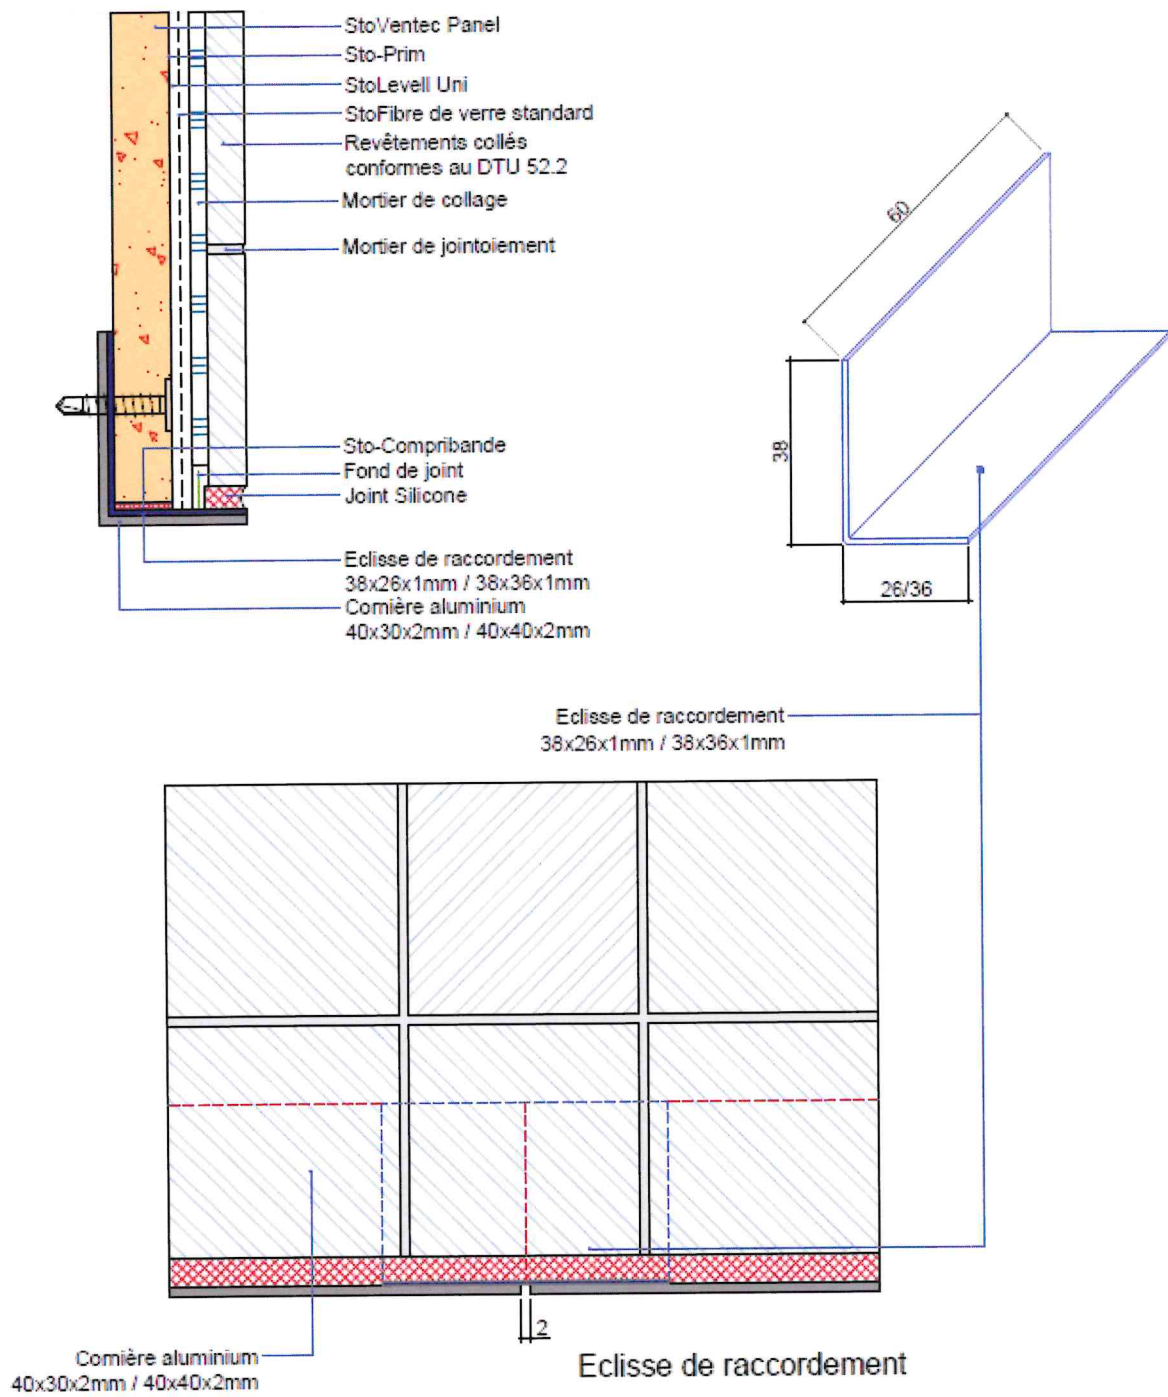 StoVentec Panel
Sto-Prim
StoLevell Uni
StoFibre de verre standard
Revêtements collés
conformes au DTU 52.2
Mortier de collage
Mortier de jointoiement
Sto-Compribande
Fond de joint
Joint Silicone
Eclisse de raccordement
38x26x1mm / 38x36x1mm
Cornière aluminium
40x30x2mm / 40x40x2mm
60
38
26/36
Eclisse de raccordement
38x26x1mm / 38x36x1mm
2
Cornière aluminium
40x30x2mm / 40x40x2mm
Eclisse de raccordement